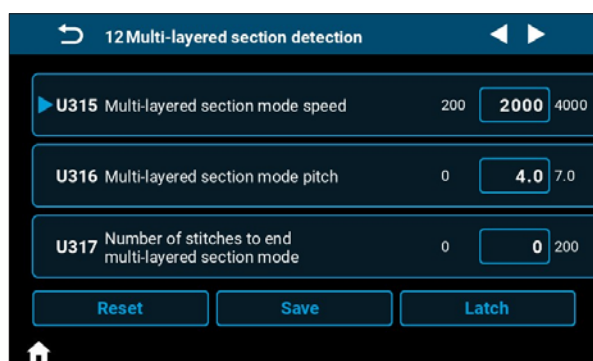 12 Multi-layered section detection
U315 Multi-layered section mode speed 200 2000 4000
U316 Multi-layered section mode pitch 0 4.0 7.0
U317 Number of stitches to end
multi-layered section mode 0 0 200
Reset Save Latch